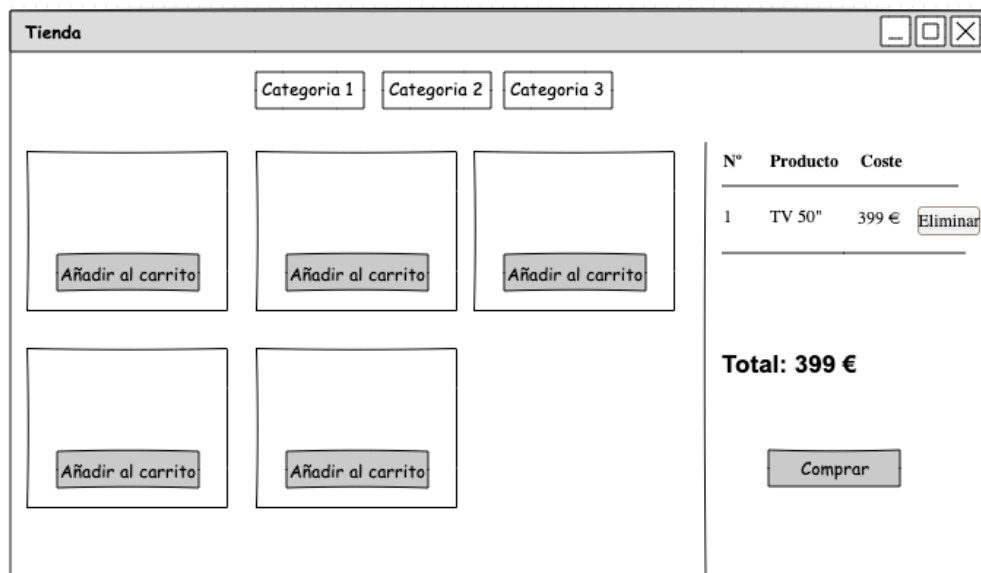 Tienda
Categoria 1
Categoria 2
Categoria 3
Añadir al carrito
Añadir al carrito
Añadir al carrito
Añadir al carrito
Añadir al carrito
Nº Producto Coste
1 TV 50" 399 € Eliminar
Total: 399 €
Comprar